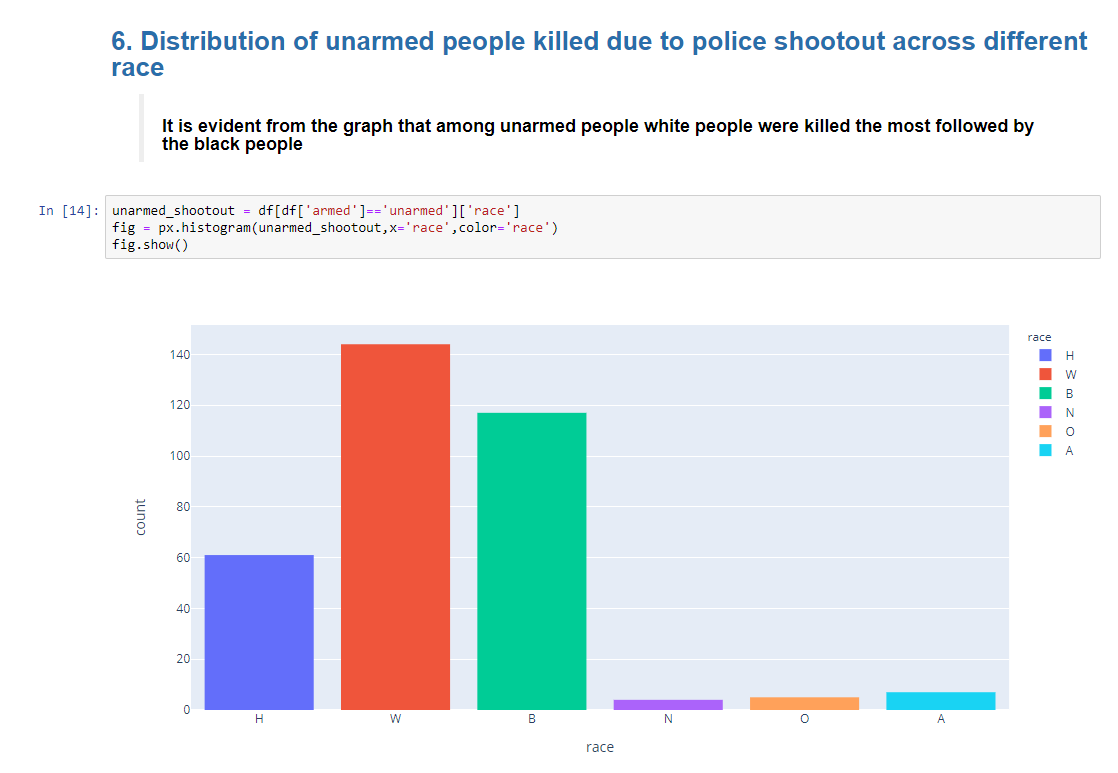 6. Distribution of unarmed people killed due to police shootout across different
race
It is evident from the graph that among unarmed people white people were killed the most followed by
the black people
In [14]:
unarmed_shootout = df[df['armed']=='unarmed']['race']
fig = px.histogram(unarmed_shootout,x='race',color='race')
fig.show()
140
120
100
80
60
40
20
0
count
H
W
B
N
O
A
race
race
H
W
B
N
O
A